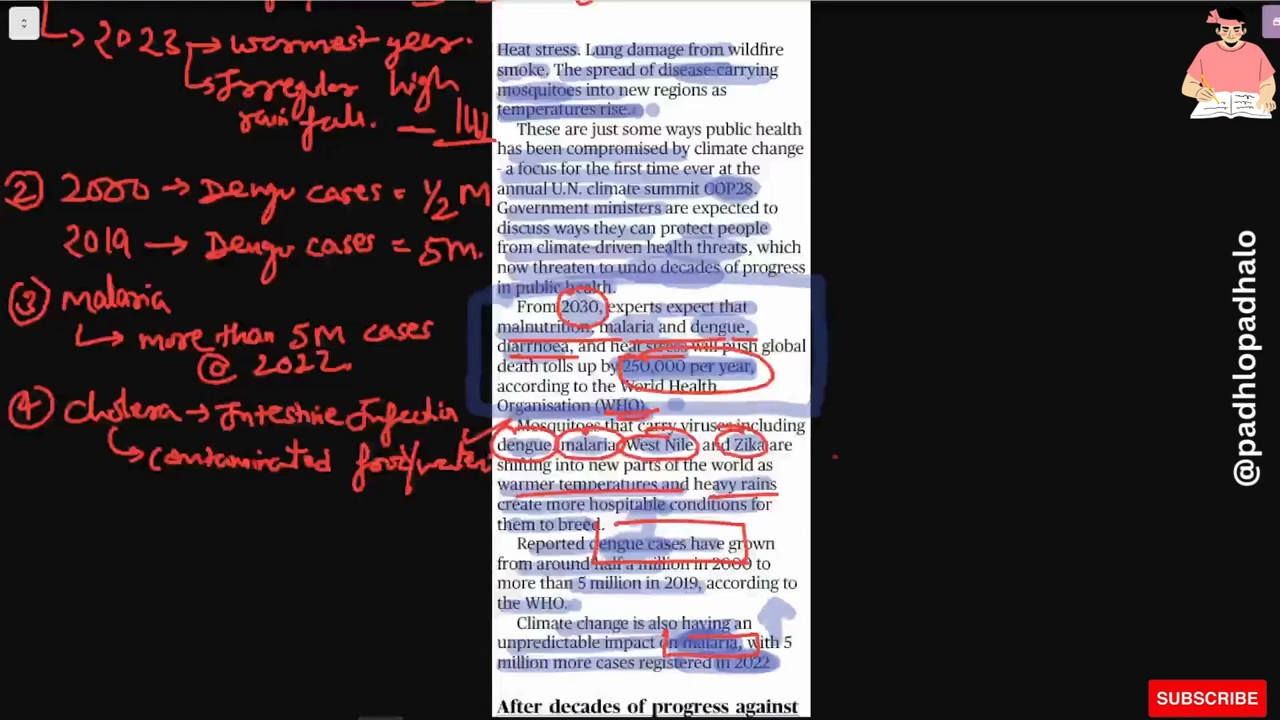 2023 → warmest year.
Irregular high
rainfall.
② 2000 → Dengu cases = 1/2 M
2019 → Dengu cases = 5M.
③ malaria
more than 5M cases
@ 2022
④ cholera → Intestine Infectin
contaminated food/water
Heat stress. Lung damage from wildfire
smoke. The spread of disease-carrying
mosquitoes into new regions as
temperatures rise.
These are just some ways public health
has been compromised by climate change
- a focus for the first time ever at the
annual U.N. climate summit COP28.
Government ministers are expected to
discuss ways they can protect people
from climate-driven health threats, which
now threaten to undo decades of progress
in public health.
From 2030, experts expect that
malnutrition, malaria and dengue,
diarrhoea, and heat stress will push global
death tolls up by 250,000 per year,
according to the World Health
Organisation (WHO).
Mosquitoes that carry viruses including
dengue, malaria, West Nile, and Zika are
shifting into new parts of the world as
warmer temperatures and heavy rains
create more hospitable conditions for
them to breed.
Reported dengue cases have grown
from around half a million in 2000 to
more than 5 million in 2019, according to
the WHO.
Climate change is also having an
unpredictable impact on malaria, with 5
million more cases registered in 2022
After decades of progress against
@padhlopadhalo
SUBSCRIBE